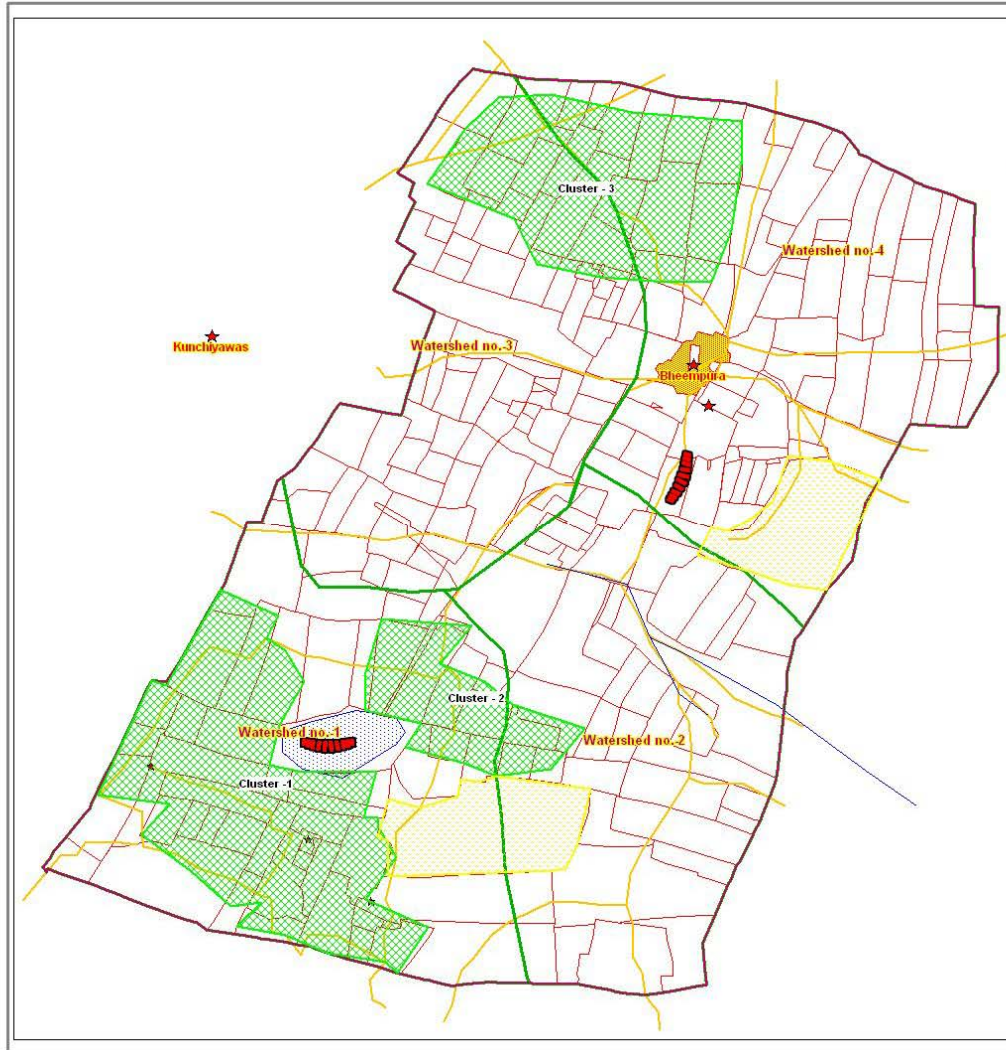 Cluster - 3
Watershed no.-4
Kunchiyawas
Watershed no.-3
Bheempura
Cluster - 2
Watershed no.-1
Watershed no.-2
Cluster -1